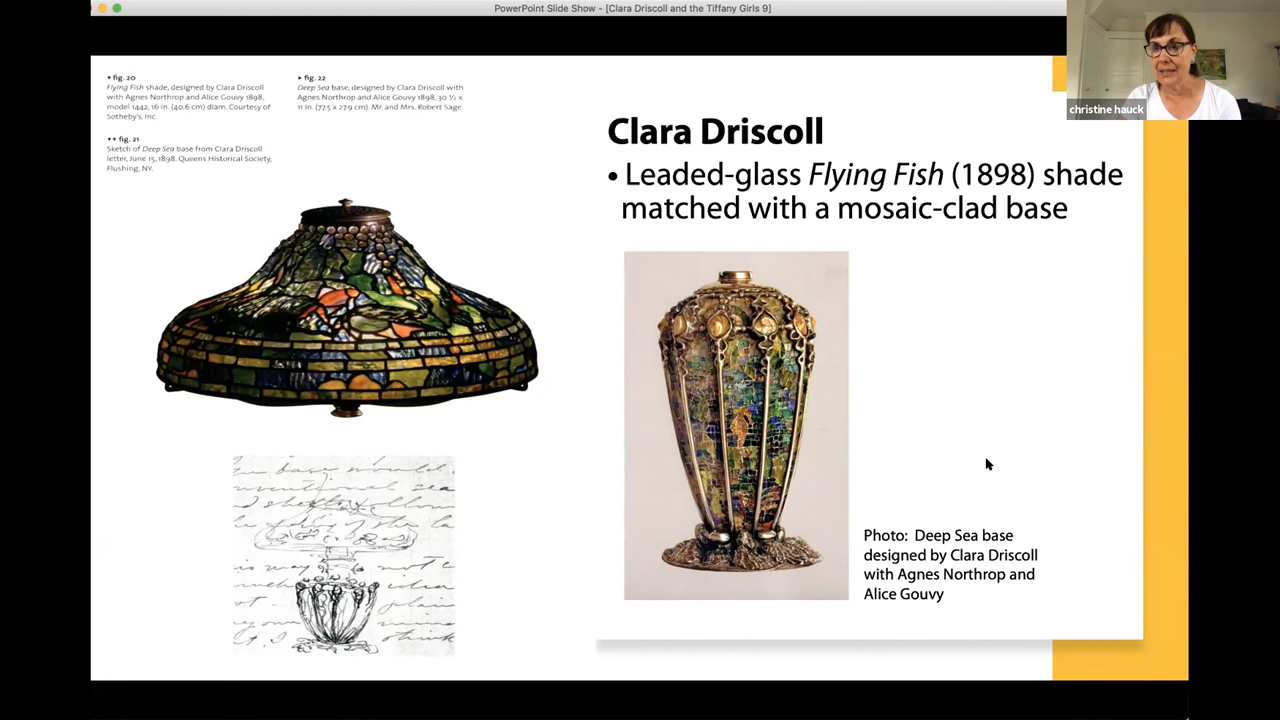 PowerPoint Slide Show - [Clara Driscoll and the Tiffany Girls 9]
christine hauck
▾ fig. 20
Flying Fish shade, designed by Clara Driscoll
with Agnes Northrop and Alice Gouvy 1898,
model 1442, 16 in. (40.6 cm) diam. Courtesy of
Sotheby's, Inc.
▾▾ fig. 21
Sketch of Deep Sea base from Clara Driscoll
letter, June 15, 1898. Queens Historical Society,
Flushing, NY.
▸ fig. 22
Deep Sea base, designed by Clara Driscoll with
Agnes Northrop and Alice Gouvy 1898, 30 ½ x
11 in. (77.5 x 27.9 cm). Mr. and Mrs. Robert Sage.
Clara Driscoll
• Leaded-glass Flying Fish (1898) shade
matched with a mosaic-clad base
the base would
Photo: Deep Sea base
designed by Clara Driscoll
with Agnes Northrop and
Alice Gouvy